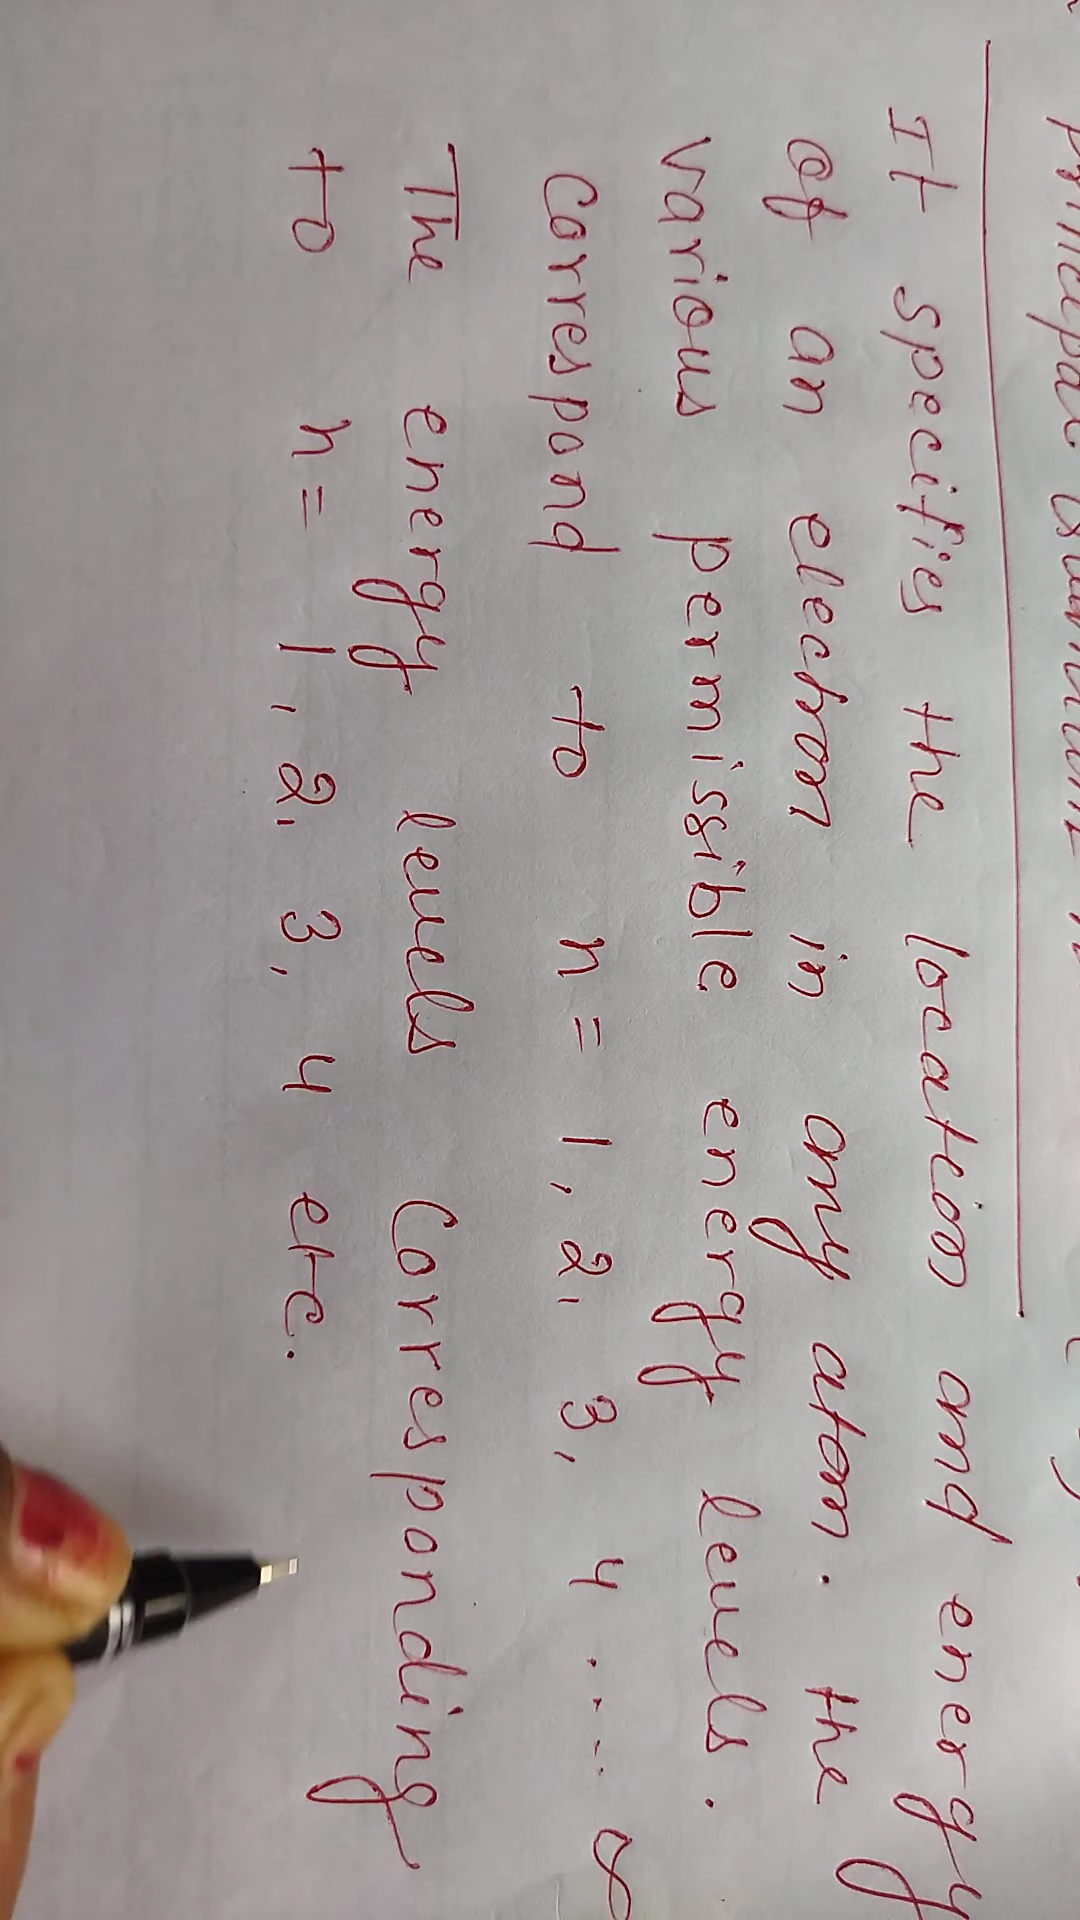 It specifies the location and energy
of an electron in any atom. the
various permissible energy levels.
Correspond to n = 1, 2, 3, 4 ..... ∞
The energy levels Corresponding
to n = 1, 2, 3, 4 etc.